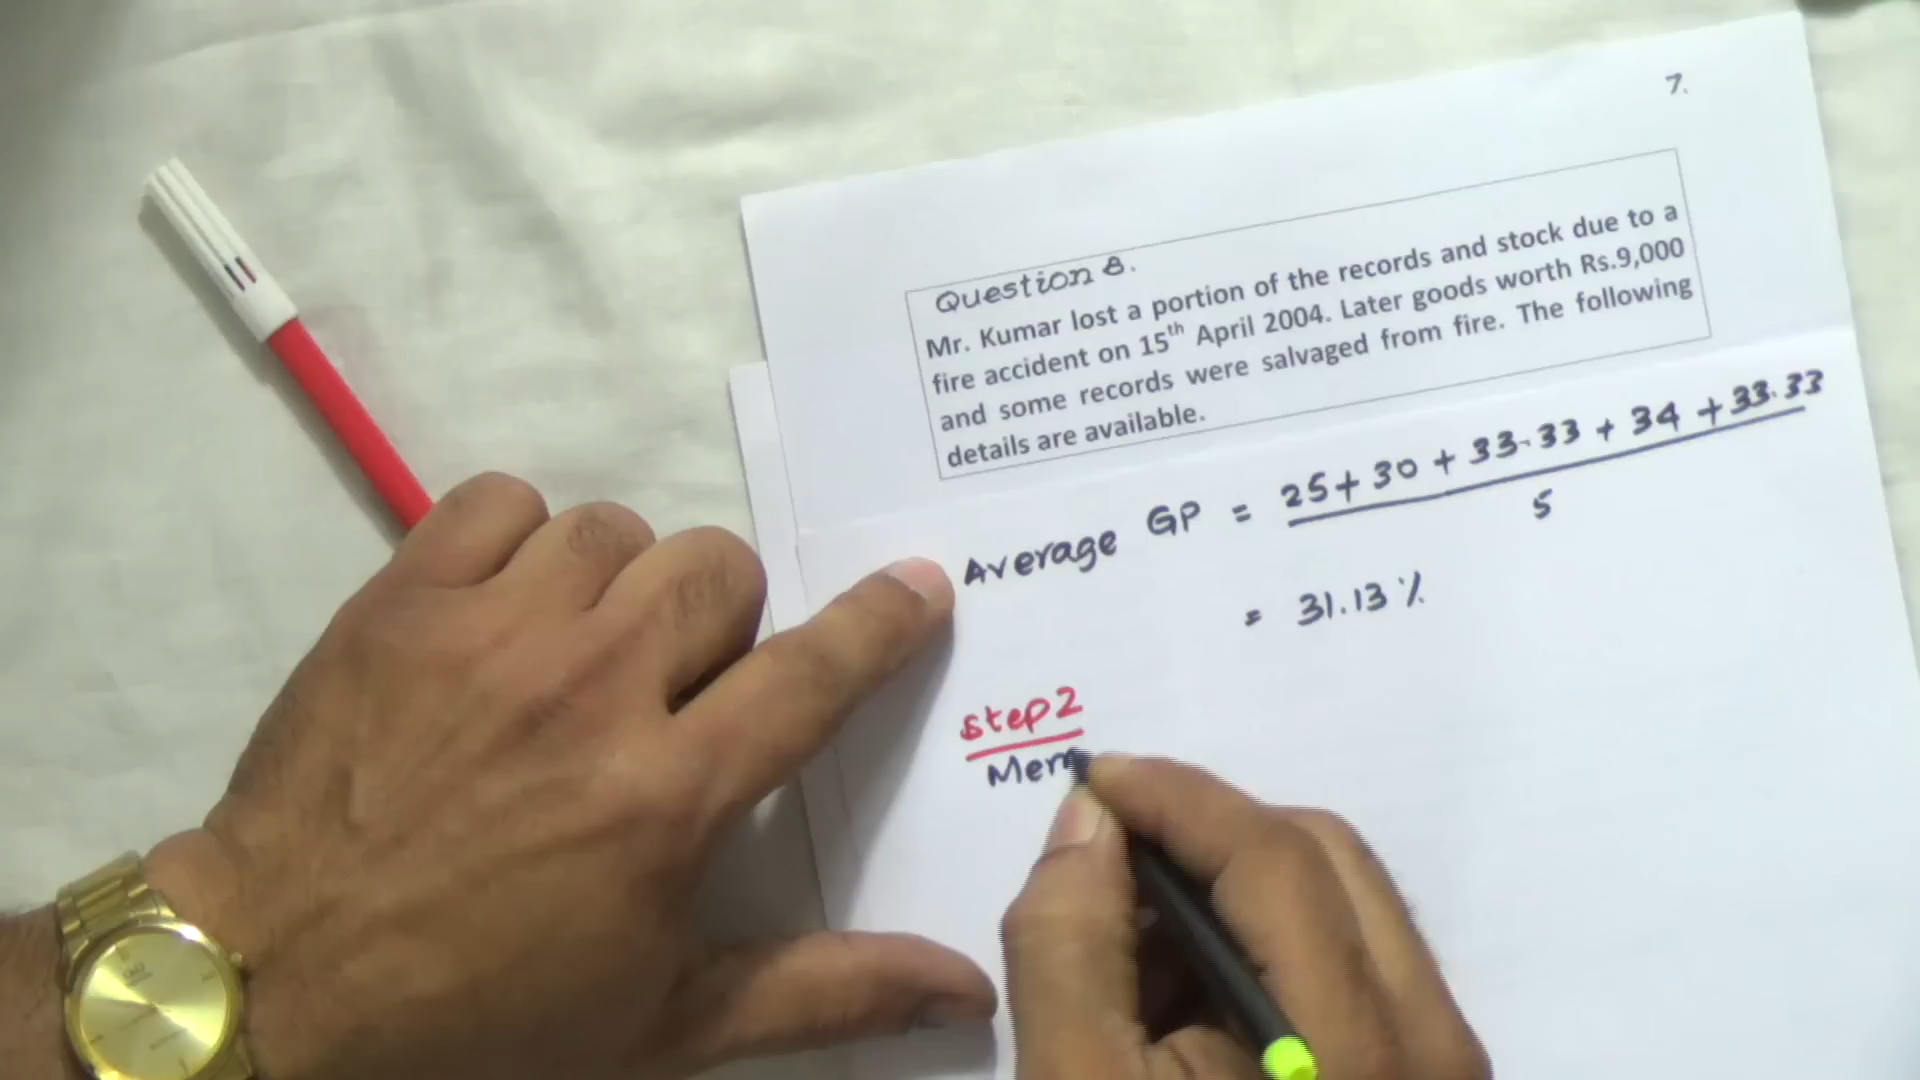 7.
Question 8.
Mr. Kumar lost a portion of the records and stock due to a
fire accident on 15th April 2004. Later goods worth Rs.9,000
and some records were salvaged from fire. The following
details are available.
Average GP = 25+30+33.33+34+33.33
5
= 31.13 %
Step 2
Mem